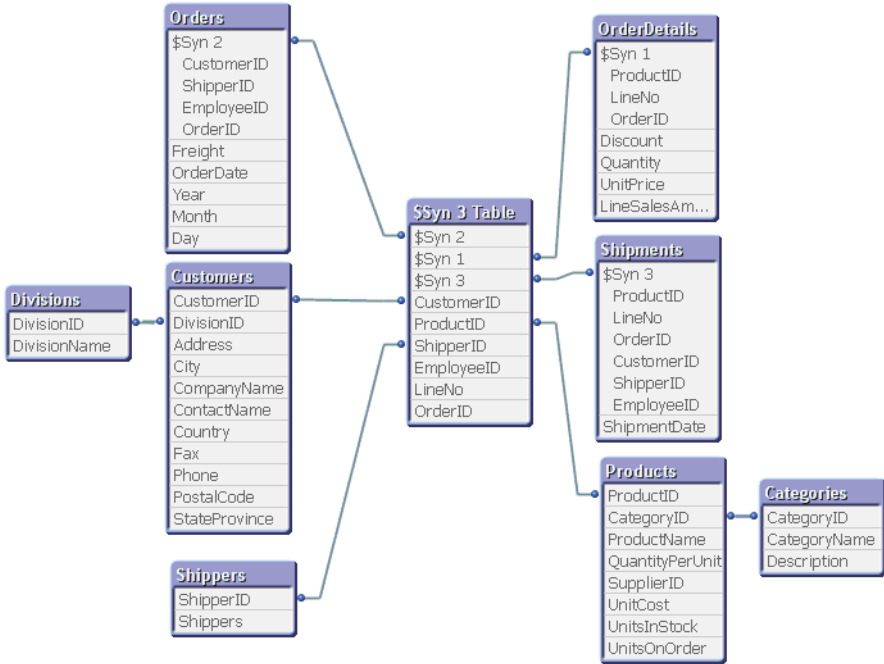 Orders
$Syn 2
CustomerID
ShipperID
EmployeeID
OrderID
Freight
OrderDate
Year
Month
Day
OrderDetails
$Syn 1
ProductID
LineNo
OrderID
Discount
Quantity
UnitPrice
LineSalesAm...
$Syn 3 Table
$Syn 2
$Syn 1
$Syn 3
CustomerID
ProductID
ShipperID
EmployeeID
LineNo
OrderID
Shipments
$Syn 3
ProductID
LineNo
OrderID
CustomerID
ShipperID
EmployeeID
ShipmentDate
Divisions
DivisionID
DivisionName
Customers
CustomerID
DivisionID
Address
City
CompanyName
ContactName
Country
Fax
Phone
PostalCode
StateProvince
Shippers
ShipperID
Shippers
Products
ProductID
CategoryID
ProductName
QuantityPerUnit
SupplierID
UnitCost
UnitsInStock
UnitsOnOrder
Categories
CategoryID
CategoryName
Description